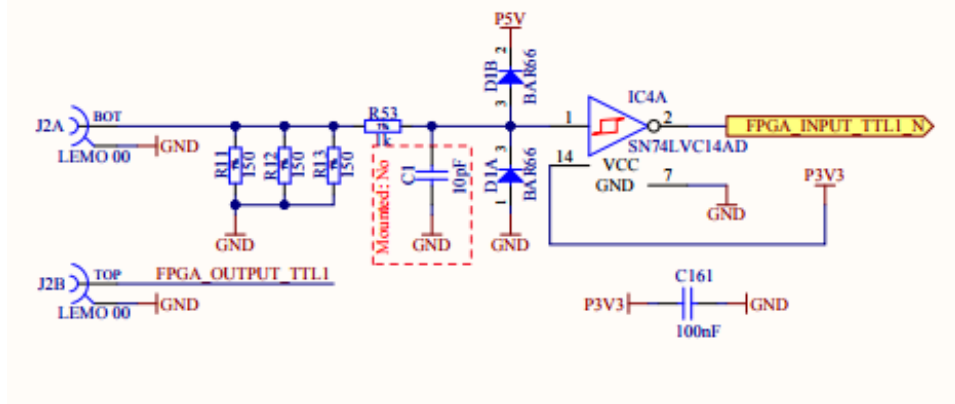 P5V
D1B
2
3
BAR66
J2A
BOT
LEMO 00
GND
R11
150
R12
150
R13
150
R53
1k
Mounted: No
C1
10pF
GND
GND
D1A
3
1
BAR66
GND
IC4A
1
2
SN74LVC14AD
14
VCC
GND
7
GND
P3V3
FPGA_INPUT_TTL1_N
J2B
TOP
FPGA_OUTPUT_TTL1
LEMO 00
GND
P3V3
C161
100nF
GND